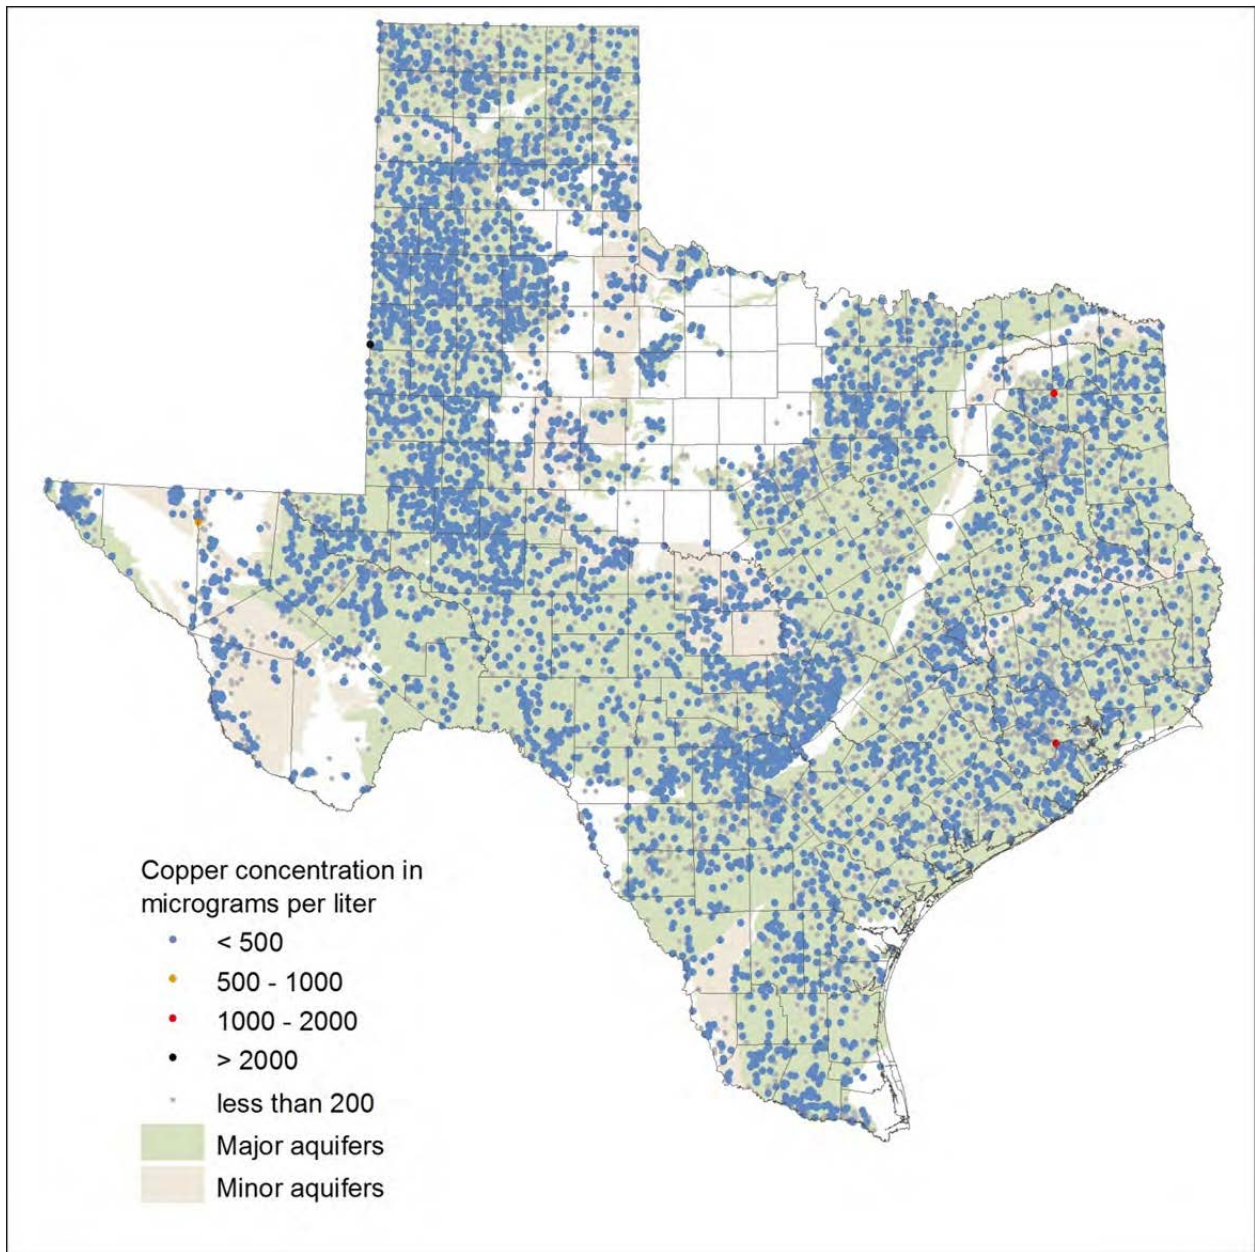 Copper concentration in
micrograms per liter
< 500
500 - 1000
1000 - 2000
> 2000
less than 200
Major aquifers
Minor aquifers